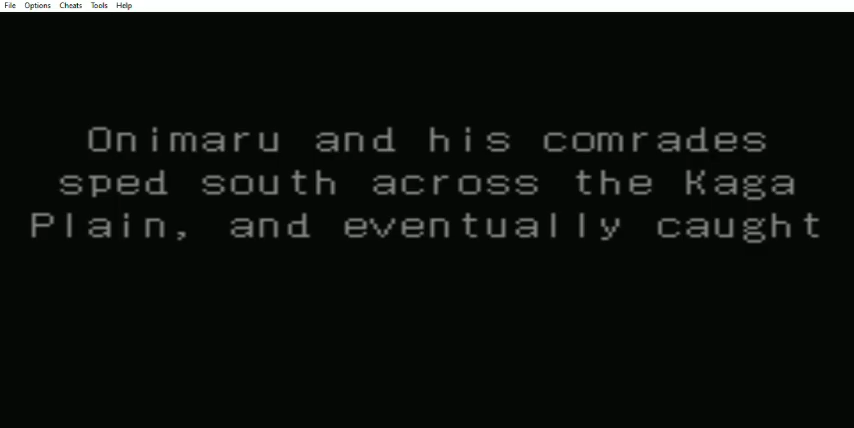 File Options Cheats Tools Help
Onimaru and his comrades
sped south across the Kaga
Plain, and eventually caught